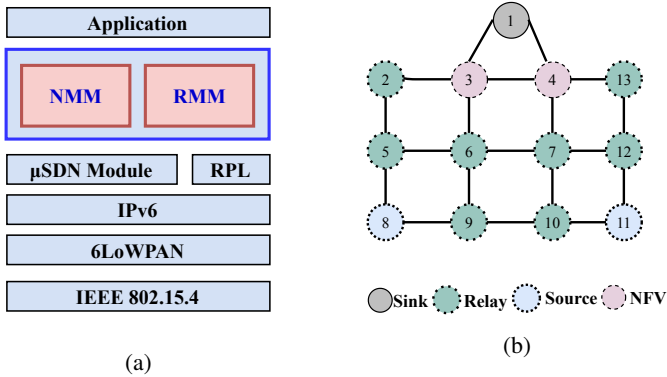 Application
NMM RMM
µSDN Module RPL
IPv6
6LoWPAN
IEEE 802.15.4
(a)
1
2 3 4 13
5 6 7 12
8 9 10 11
Sink Relay Source NFV
(b)